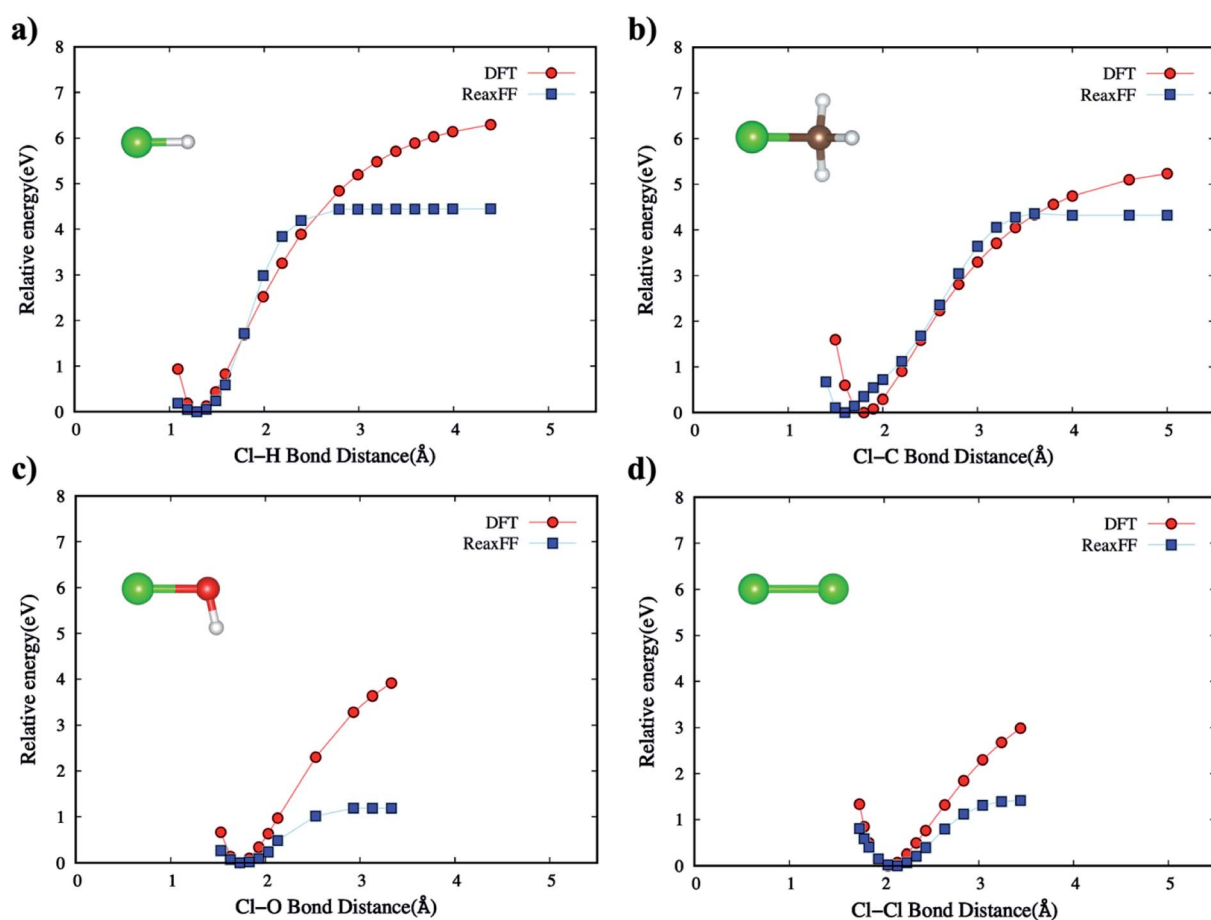 a)
8
7
6
5
4
3
2
1
0
Relative energy(eV)
DFT
ReaxFF
1 2 3 4 5
Cl–H Bond Distance(Å)
b)
8
7
6
5
4
3
2
1
0
Relative energy(eV)
DFT
ReaxFF
1 2 3 4 5
Cl–C Bond Distance(Å)
c)
8
7
6
5
4
3
2
1
0
Relative energy(eV)
DFT
ReaxFF
1 2 3 4 5
Cl–O Bond Distance(Å)
d)
8
7
6
5
4
3
2
1
0
Relative energy(eV)
DFT
ReaxFF
1 2 3 4 5
Cl–Cl Bond Distance(Å)